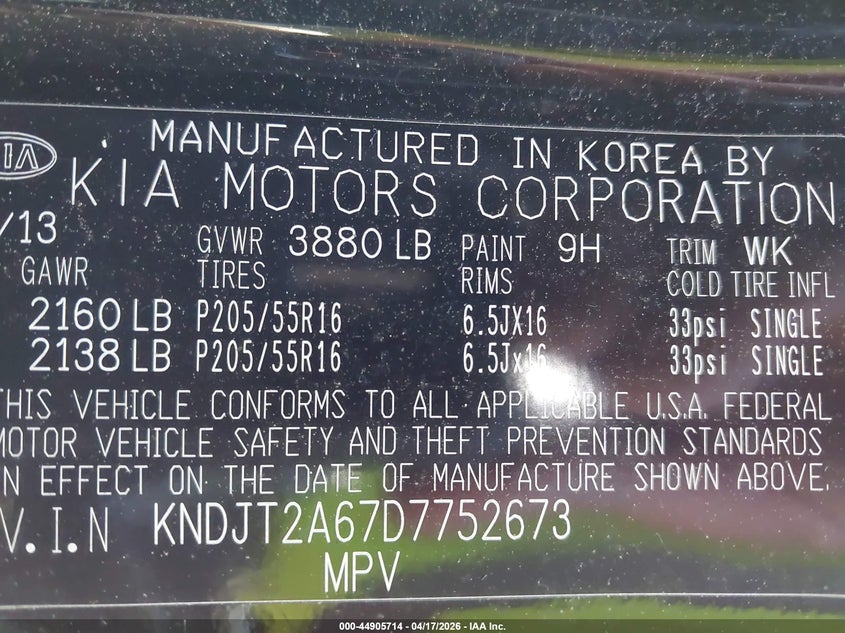 MANUFACTURED IN KOREA BY
KIA KIA MOTORS CORPORATION
/13 GVWR 3880 LB PAINT 9H TRIM WK
GAWR TIRES RIMS COLD TIRE INFL
2160 LB P205/55R16 6.5JX16 33psi SINGLE
2138 LB P205/55R16 6.5Jx16 33psi SINGLE
THIS VEHICLE CONFORMS TO ALL APPLICABLE U.S.A. FEDERAL
MOTOR VEHICLE SAFETY AND THEFT PREVENTION STANDARDS
IN EFFECT ON THE DATE OF MANUFACTURE SHOWN ABOVE.
V.I.N KNDJT2A67D7752673
MPV
000-44905714 - 04/17/2026 - IAA Inc.